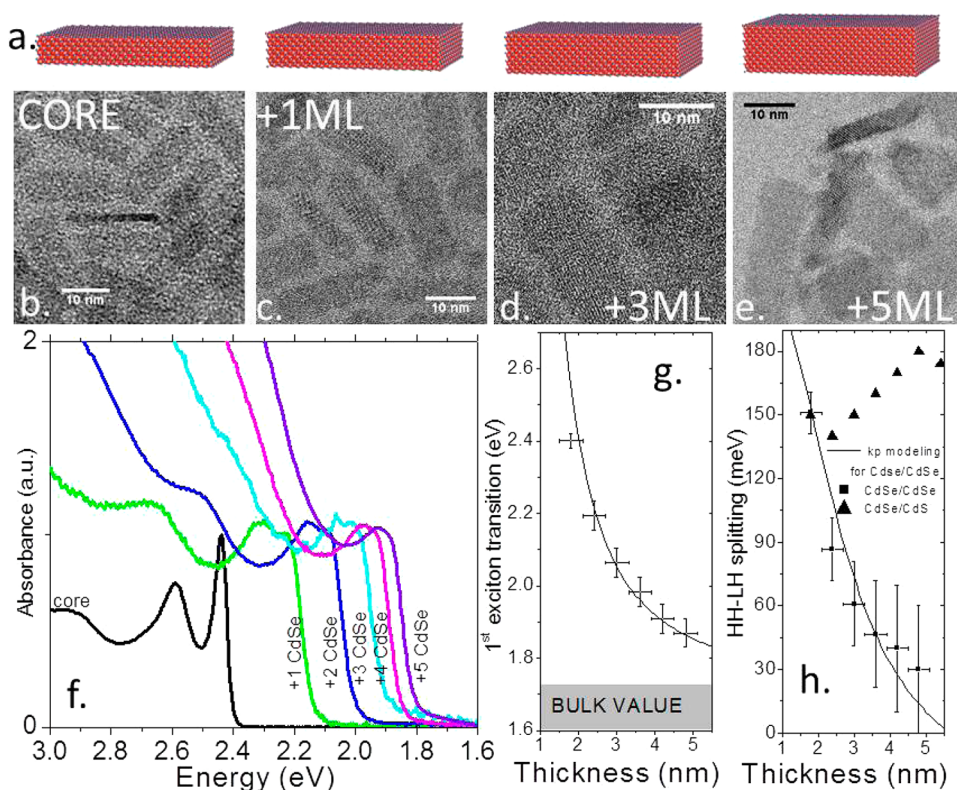 a.
CORE
10 nm
b.
+1ML
10 nm
c.
10 nm
d.
+3ML
10 nm
e.
+5ML
2
0
Absorbance (a.u.)
core
+1 CdSe
+2 CdSe
+3 CdSe
+4 CdSe
+5 CdSe
f.
3.0 2.8 2.6 2.4 2.2 2.0 1.8 1.6
Energy (eV)
g.
1st exciton transition (eV)
2.6
2.4
2.2
2.0
1.8
1.6
BULK VALUE
1 2 3 4 5
Thickness (nm)
HH-LH splitting (meV)
180
150
120
90
60
30
0
kp modeling
for Cdse/CdSe
CdSe/CdSe
CdSe/CdS
h.
2 3 4 5
Thickness (nm)